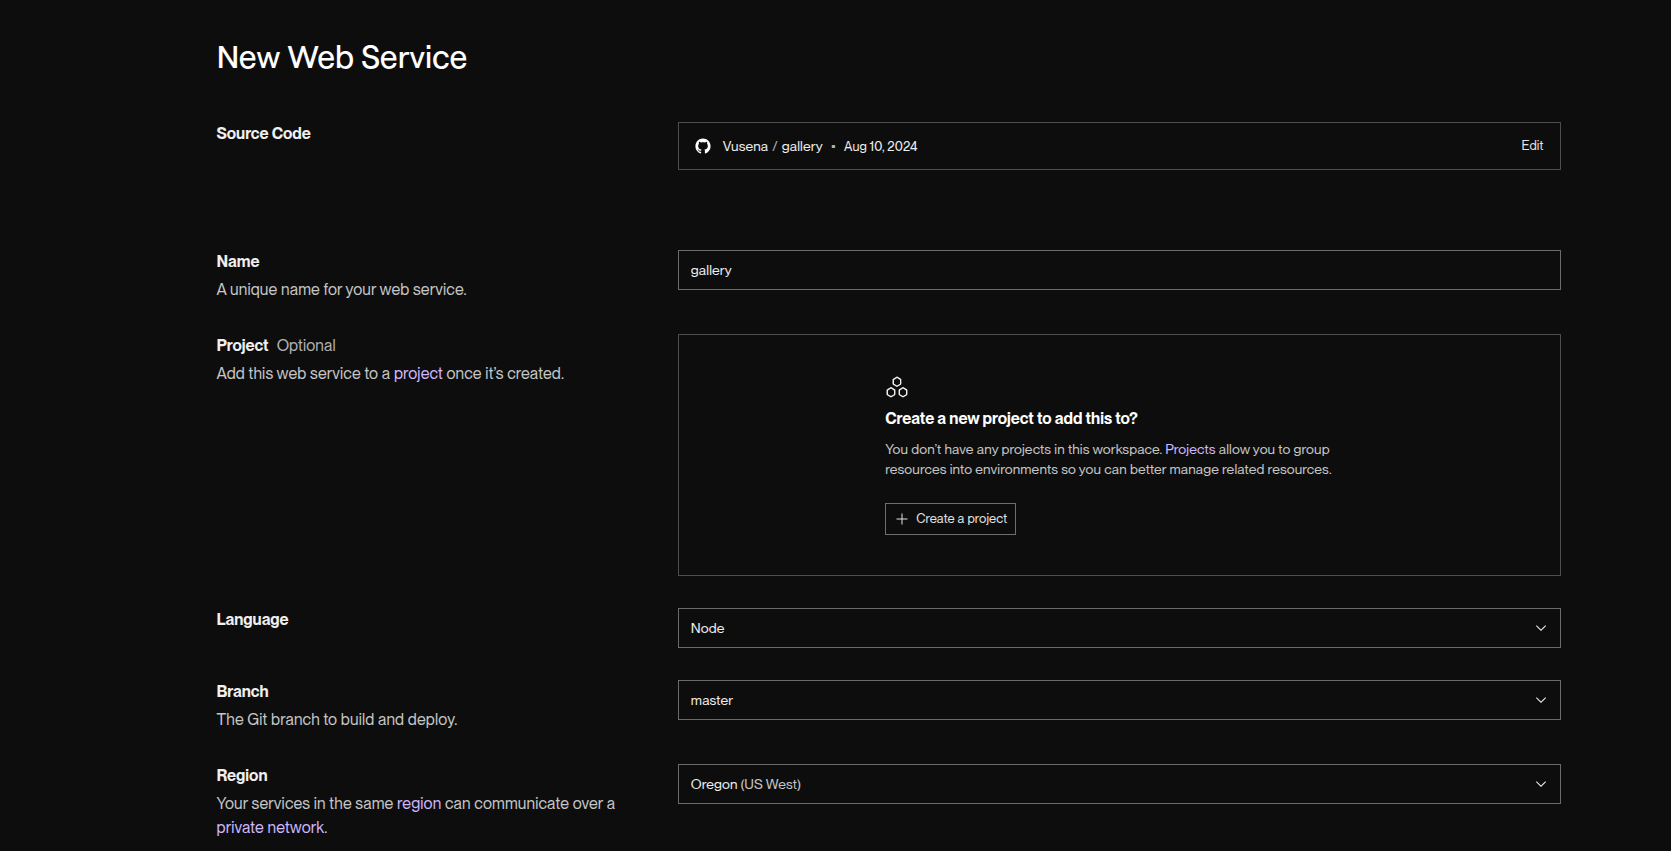 New Web Service
Source Code
Vusena / gallery • Aug 10, 2024
Edit
Name
A unique name for your web service.
gallery
Project Optional
Add this web service to a project once it's created.
Create a new project to add this to?
You don't have any projects in this workspace. Projects allow you to group
resources into environments so you can better manage related resources.
+ Create a project
Language
Node
Branch
The Git branch to build and deploy.
master
Region
Your services in the same region can communicate over a
private network.
Oregon (US West)